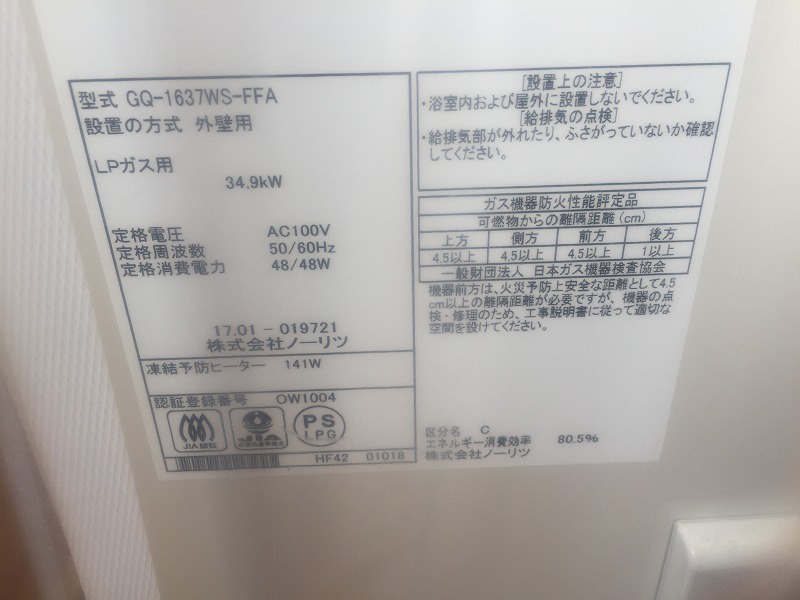 型式 GQ-1637WS-FFA
設置の方式 外壁用
LPガス用
34.9kW
定格電圧 AC100V
定格周波数 50/60Hz
定格消費電力 48/48W
17.01-019721
株式会社ノーリツ
凍結予防ヒーター 141W
認証登録番号 OW1004
JIA認証
JIA
PS
LPG
HF42 01018
[設置上の注意]
・浴室内および屋外に設置しないでください。
[給排気の点検]
・給排気部が外れたり、ふさがっていないか確認
してください。
ガス機器防火性能評定品
可燃物からの離隔距離(cm)
上方 側方 前方 後方
4.5以上 4.5以上 4.5以上 1以上
一般財団法人 日本ガス機器検査協会
機器前方は、火災予防上安全な距離として4.5
cm以上の離隔距離が必要ですが、機器の点
検・修理のため、工事説明書に従って適切な
空間を設けてください。
区分名 C
エネルギー消費効率 80.5%
株式会社ノーリツ